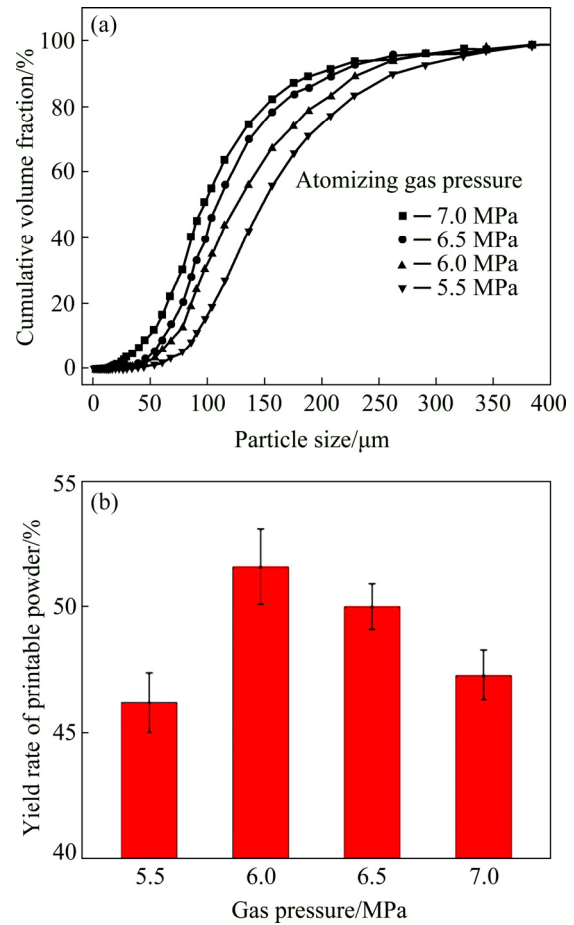 (a)
100
80
60
40
20
0
Cumulative volume fraction/%
Atomizing gas pressure
7.0 MPa
6.5 MPa
6.0 MPa
5.5 MPa
0 50 100 150 200 250 300 350 400
Particle size/μm
(b)
55
50
45
40
Yield rate of printable powder/%
5.5 6.0 6.5 7.0
Gas pressure/MPa